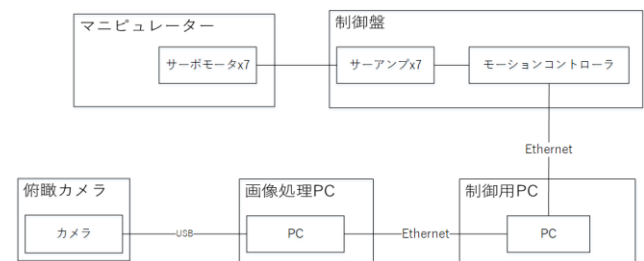 マニピュレーター
サーボモータx7
制御盤
サーアンプx7
モーションコントローラ
Ethernet
俯瞰カメラ
カメラ
USB
画像処理PC
PC
Ethernet
制御用PC
PC